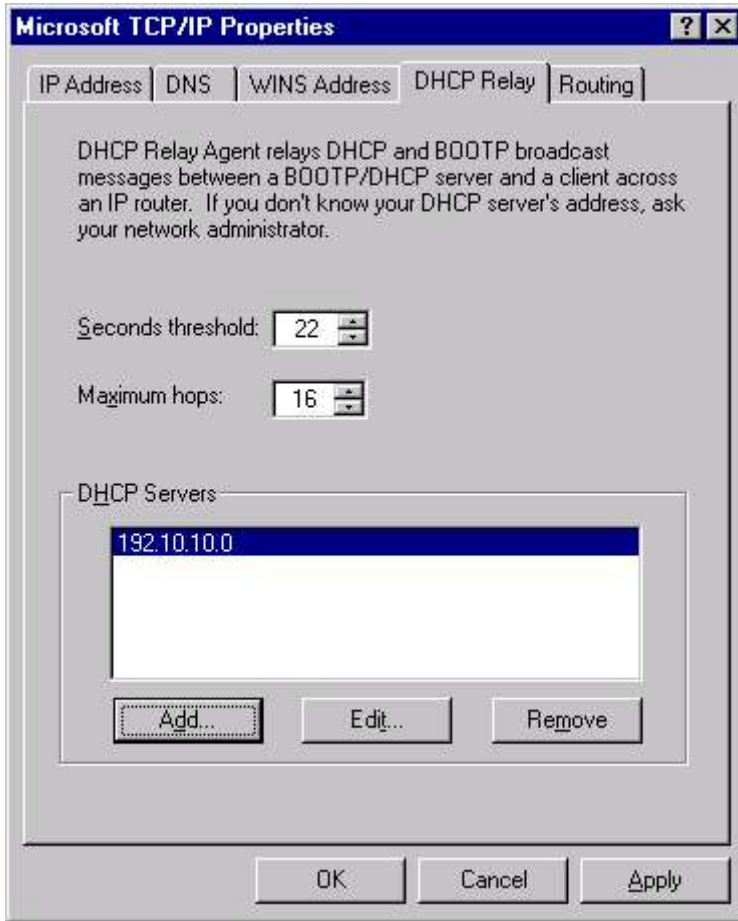 Microsoft TCP/IP Properties
IP Address DNS WINS Address DHCP Relay Routing
DHCP Relay Agent relays DHCP and BOOTP broadcast
messages between a BOOTP/DHCP server and a client across
an IP router. If you don't know your DHCP server's address, ask
your network administrator.
Seconds threshold: 22
Maximum hops: 16
DHCP Servers
192.10.10.0
Add... Edit... Remove
OK Cancel Apply